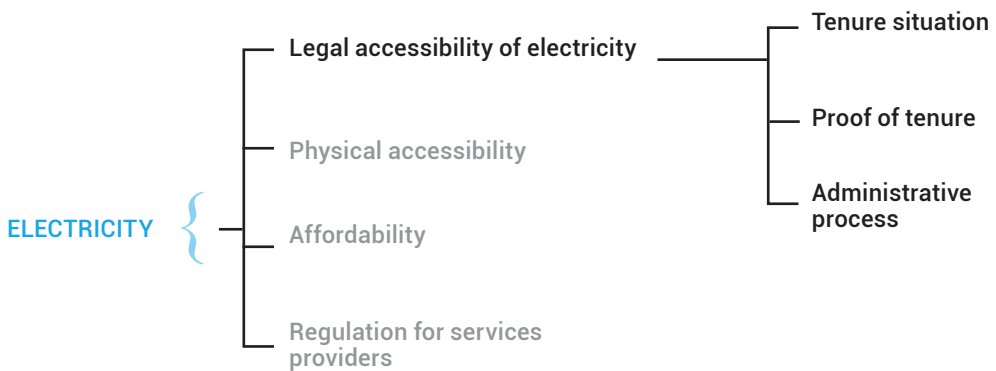 ELECTRICITY
Legal accessibility of electricity
Physical accessibility
Affordability
Regulation for services
providers
Tenure situation
Proof of tenure
Administrative
process